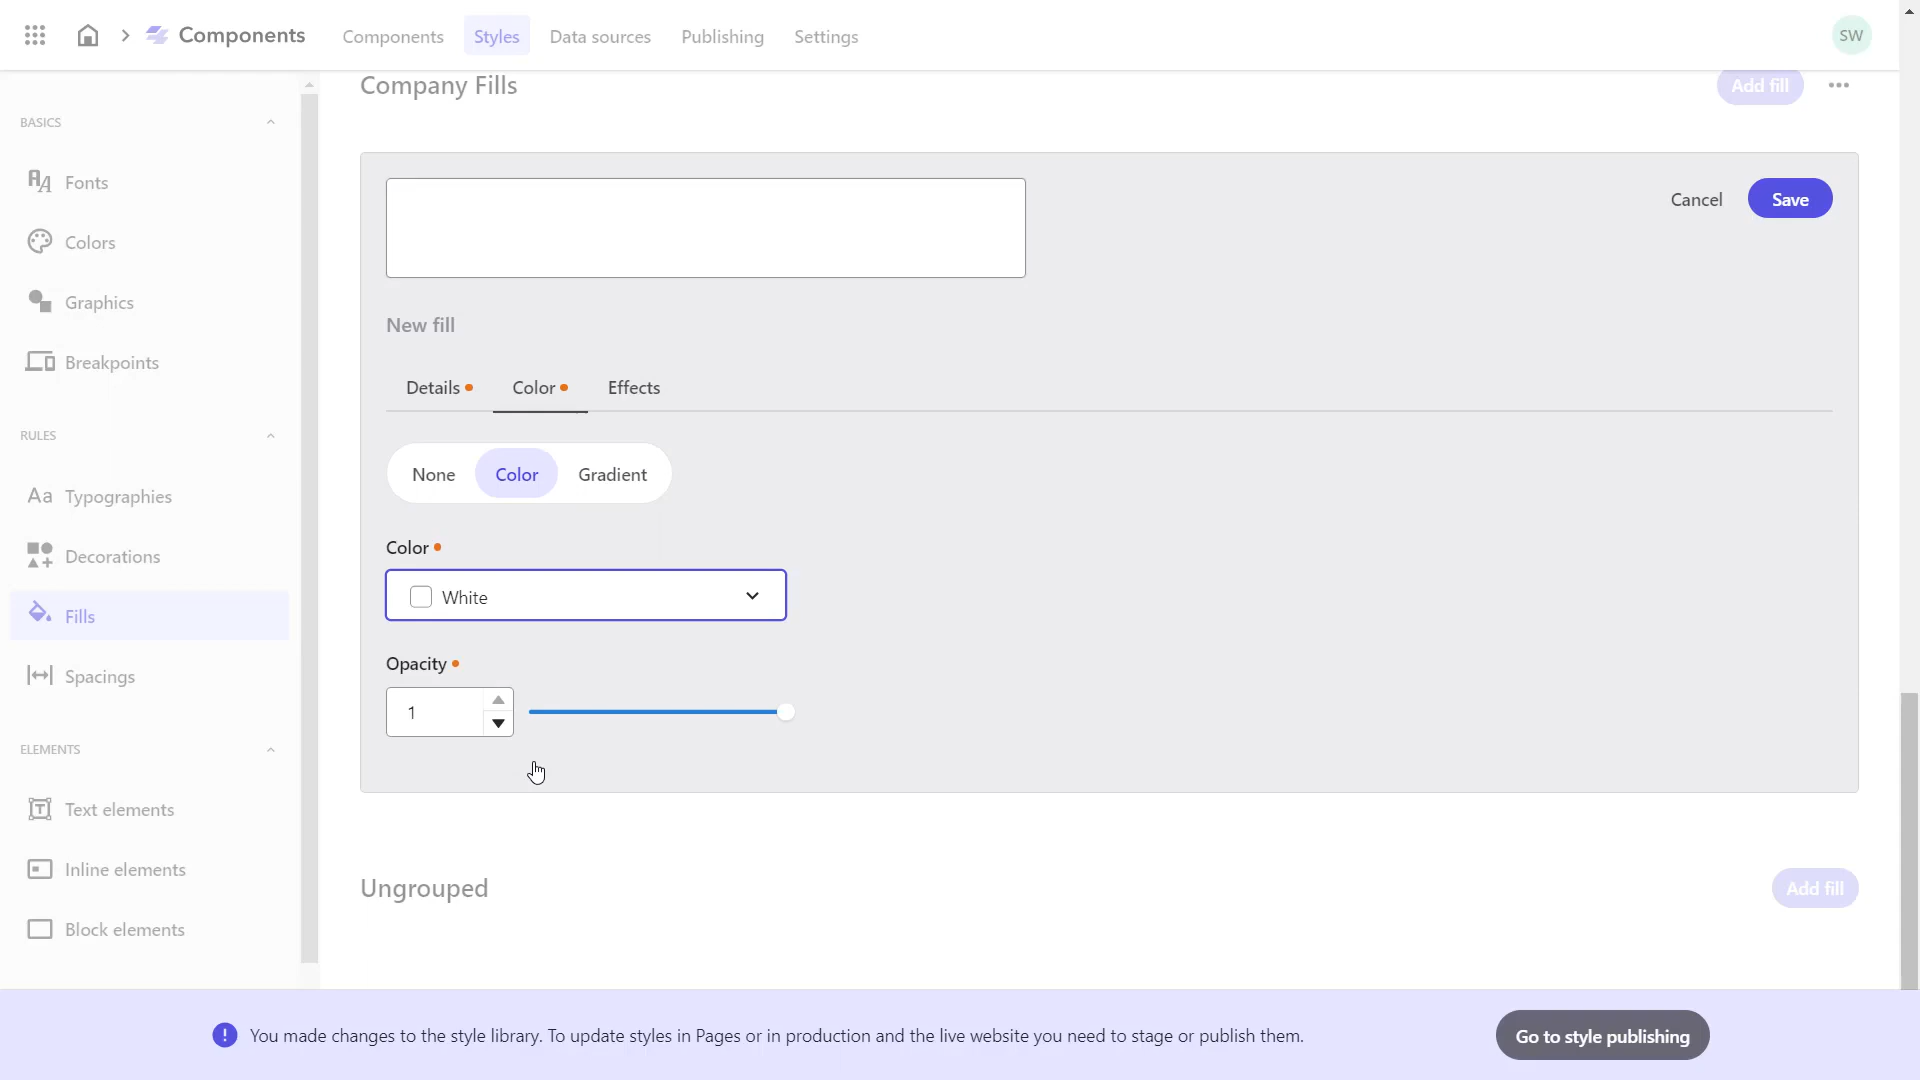 Components
Components
Styles
Data sources
Publishing
Settings
SW
BASICS
Fonts
Colors
Graphics
Breakpoints
RULES
Aa Typographies
Decorations
Fills
Spacings
ELEMENTS
Text elements
Inline elements
Block elements
Company Fills
Add fill
Cancel
Save
New fill
Details
Color
Effects
None
Color
Gradient
Color
White
Opacity
1
Ungrouped
Add fill
You made changes to the style library. To update styles in Pages or in production and the live website you need to stage or publish them.
Go to style publishing